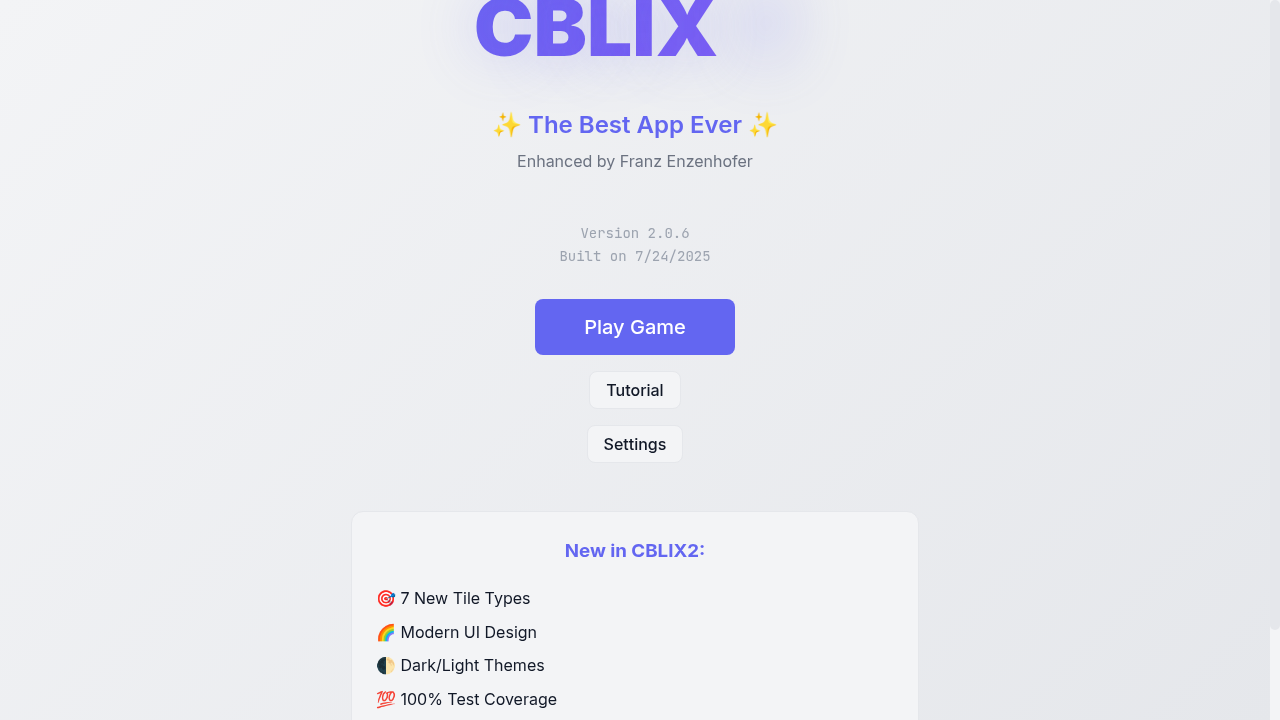 CBLIX
✨ The Best App Ever ✨
Enhanced by Franz Enzenhofer
Version 2.0.6
Built on 7/24/2025
Play Game
Tutorial
Settings
New in CBLIX2:
🎯 7 New Tile Types
🌈 Modern UI Design
🌓 Dark/Light Themes
💯 100% Test Coverage